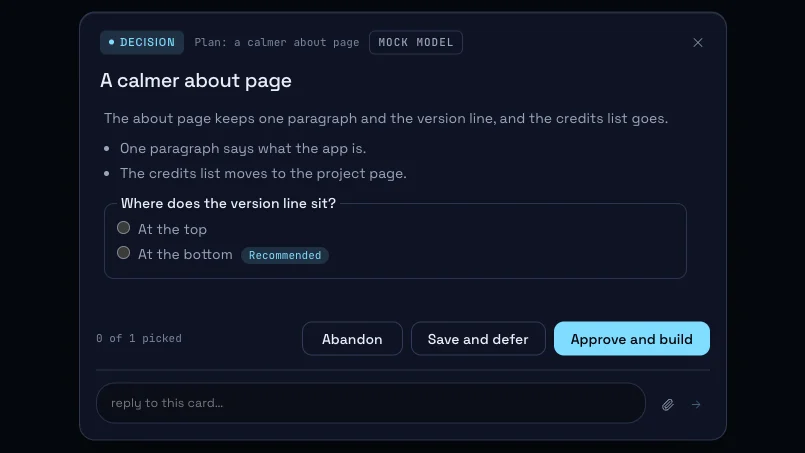 DECISION Plan: a calmer about page MOCK MODEL
A calmer about page
The about page keeps one paragraph and the version line, and the credits list goes.
One paragraph says what the app is.
The credits list moves to the project page.
Where does the version line sit?
At the top
At the bottom Recommended
0 of 1 picked Abandon Save and defer Approve and build
reply to this card…